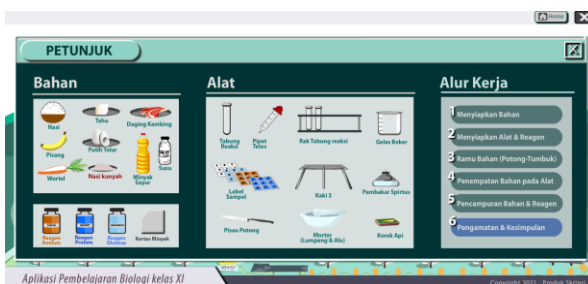 Home
PETUNJUK
Bahan
Nasi
Tahu
Daging Kambing
Pisang
Putih Telur
Minyak
Sayur
Susu
Wortel
Nasi kunyah
Reagen
Amilum
Reagen
Protein
Reagen
Glukosa
Kertas Minyak
Alat
Tabung
Reaksi
Pipet
Tetes
Rak Tabung reaksi
Gelas Beker
Label
Sampel
Kaki 3
Pembakar Spirtus
Pisau Potong
Mortar
(Lumpang & Alu)
Korek Api
Alur Kerja
1 Menyiapkan Bahan
2 Menyiapkan Alat & Reagen
3 Ramu Bahan (Potong-Tumbuk)
4 Penempatan Bahan pada Alat
5 Pencampuran Bahan & Reagen
6 Pengamatan & Kesimpulan
Aplikasi Pembelajaran Biologi kelas XI
Copyright 2021 Produk Skripsi